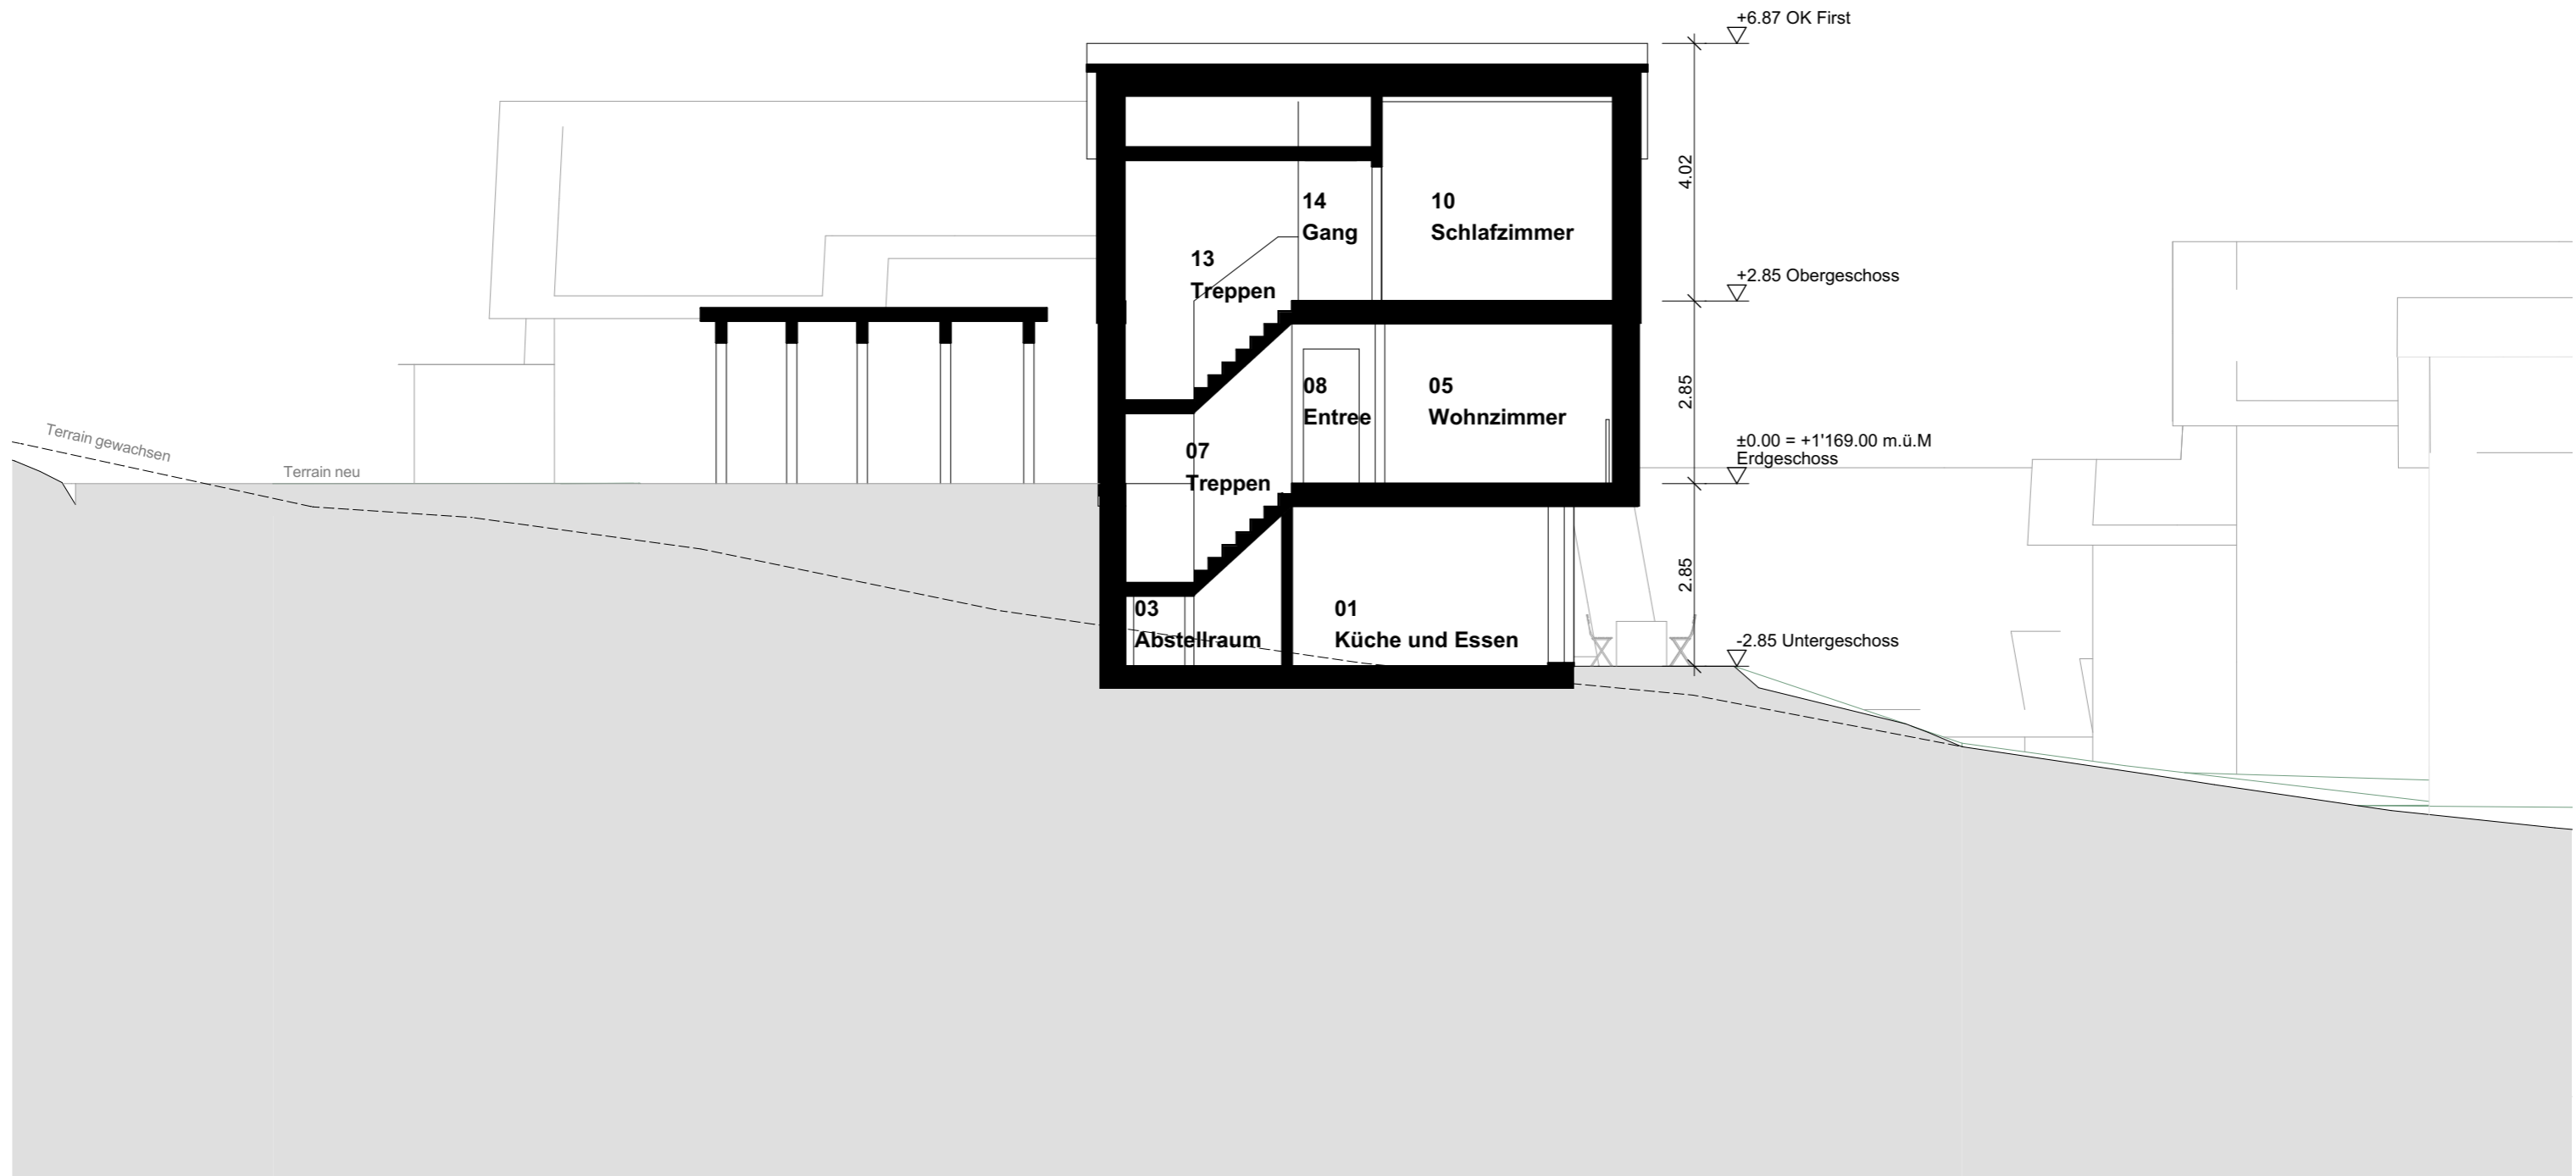 +6.87 OK First
4.02
14
Gang
10
Schlafzimmer
13
Treppen
+2.85 Obergeschoss
2.85
08
Entree
05
Wohnzimmer
Terrain gewachsen
Terrain neu
07
Treppen
±0.00 = +1'169.00 m.ü.M
Erdgeschoss
2.85
03
Abstellraum
01
Küche und Essen
-2.85 Untergeschoss